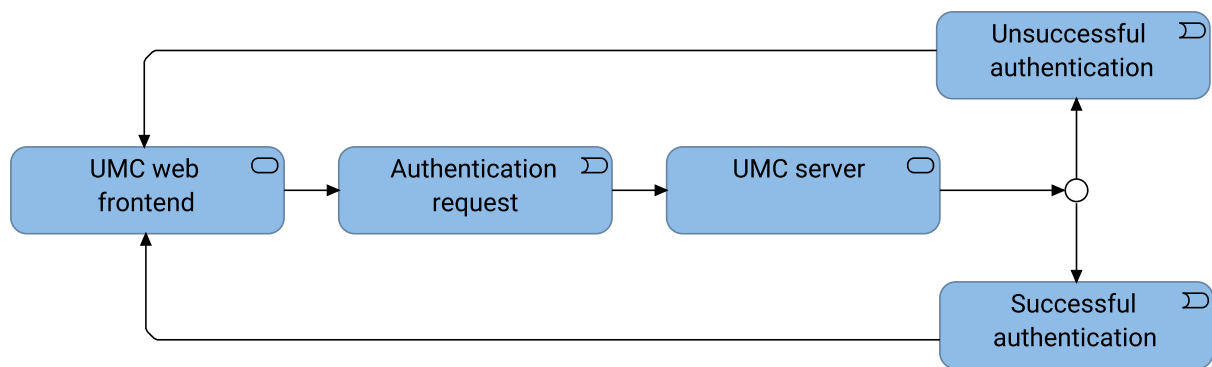 Unsuccessful
authentication
UMC web
frontend
Authentication
request
UMC server
Successful
authentication